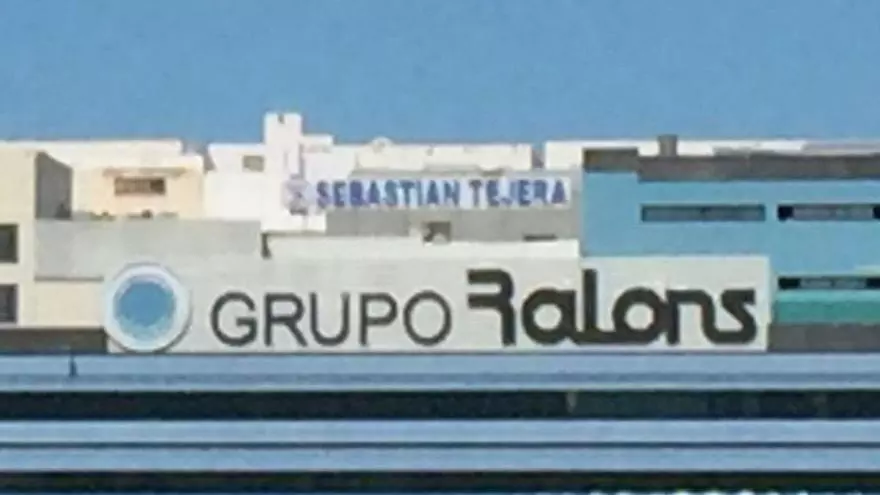 SEBASTIAN TEJERA
GRUPO Ralons